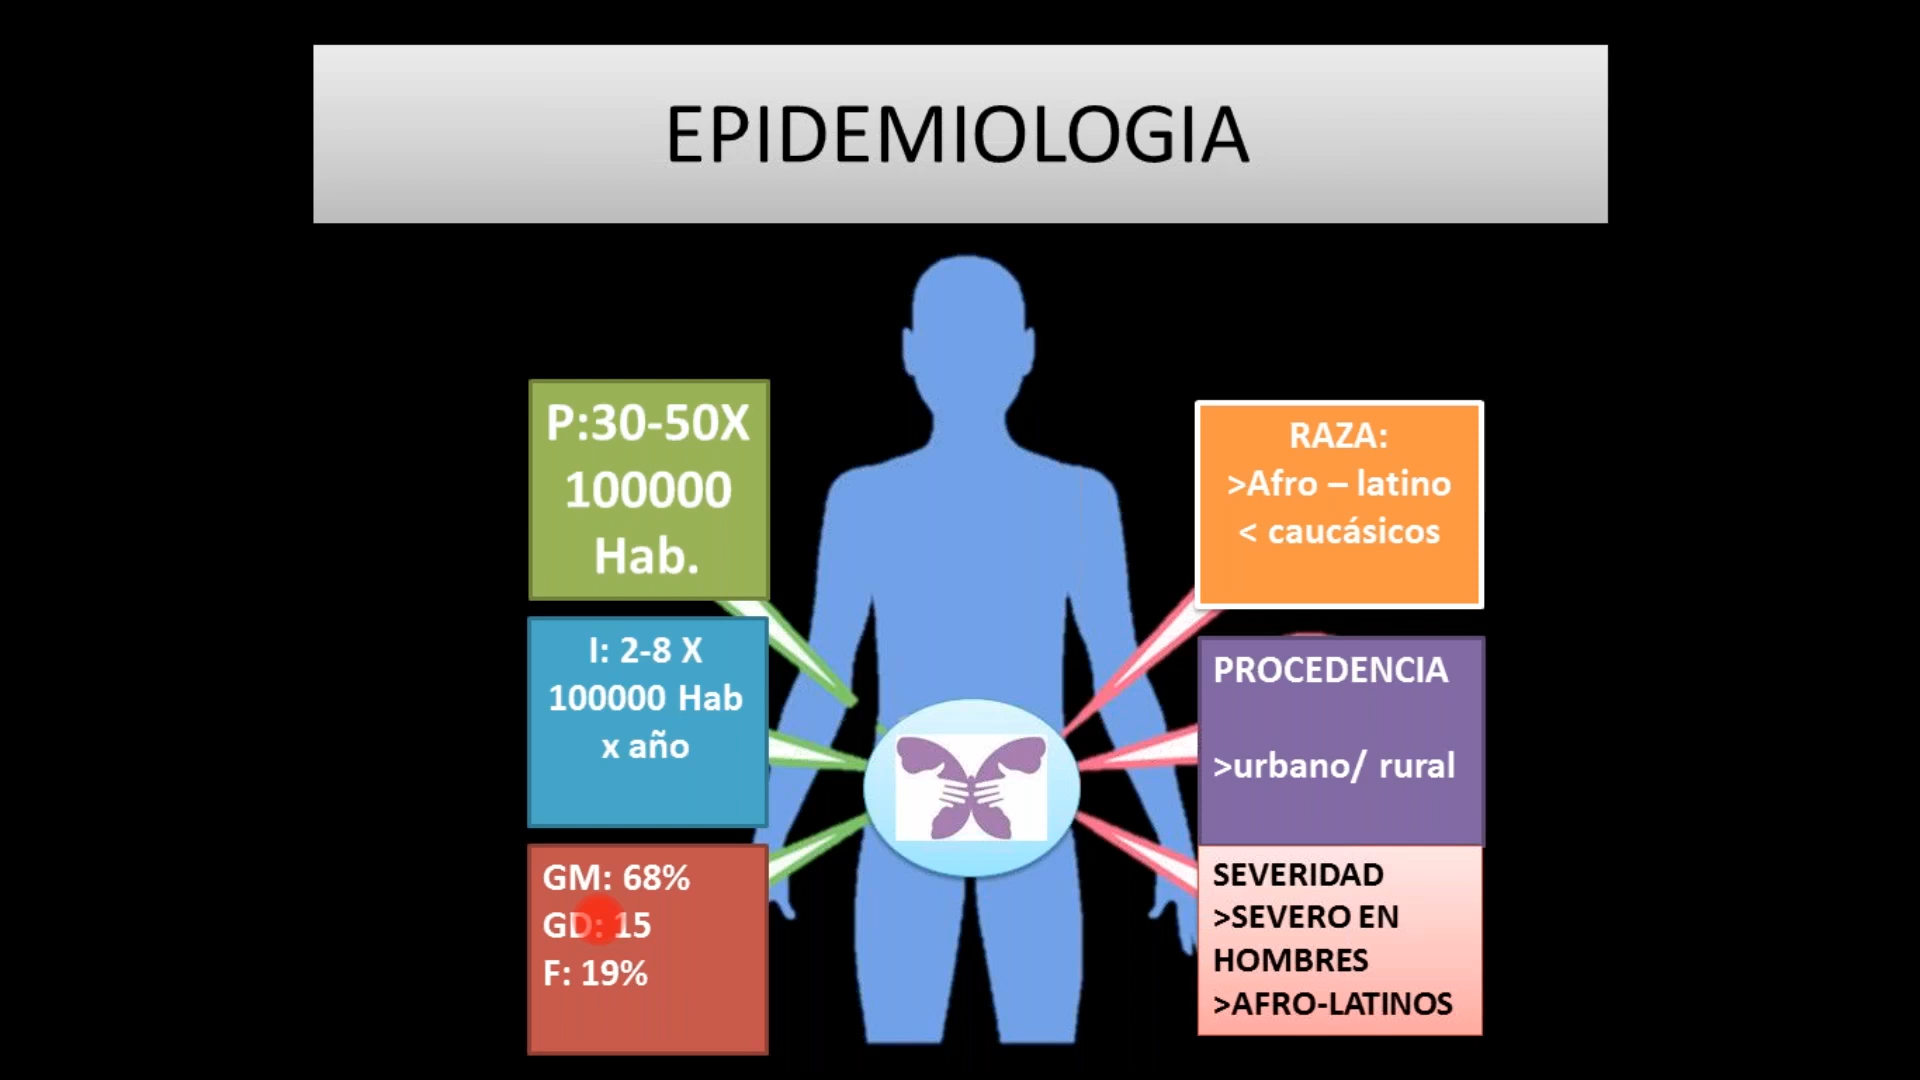 EPIDEMIOLOGIA
P:30-50X
100000
Hab.
I: 2-8 X
100000 Hab
x año
GM: 68%
GD: 15
F: 19%
RAZA:
>Afro – latino
< caucásicos
PROCEDENCIA
>urbano/ rural
SEVERIDAD
>SEVERO EN
HOMBRES
>AFRO-LATINOS